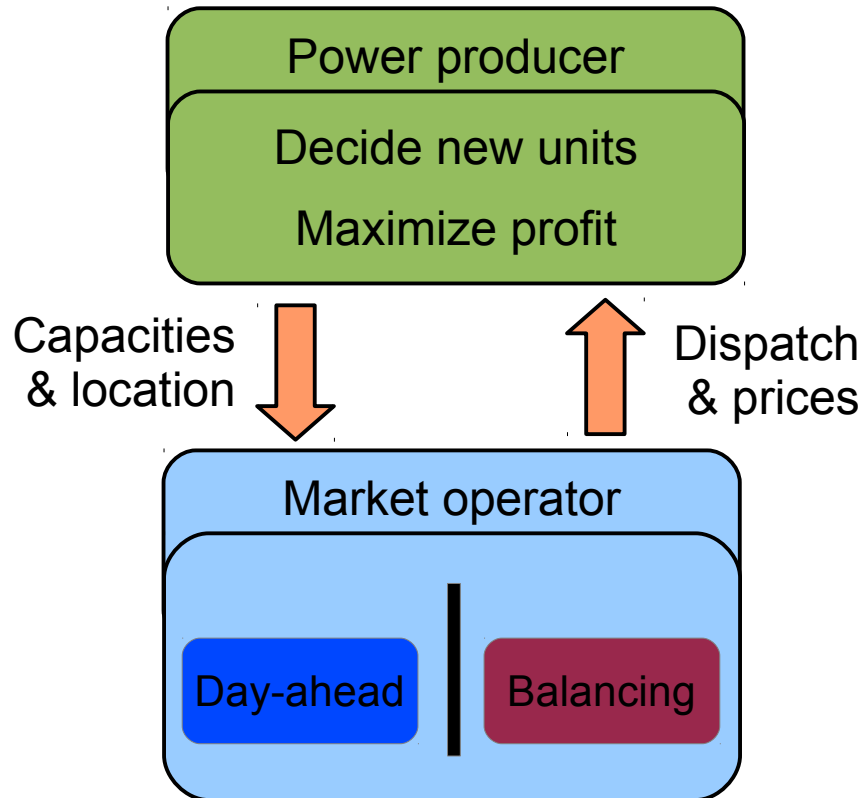 Power producer
Decide new units
Maximize profit
Capacities
& location
Dispatch
& prices
Market operator
Day-ahead
Balancing